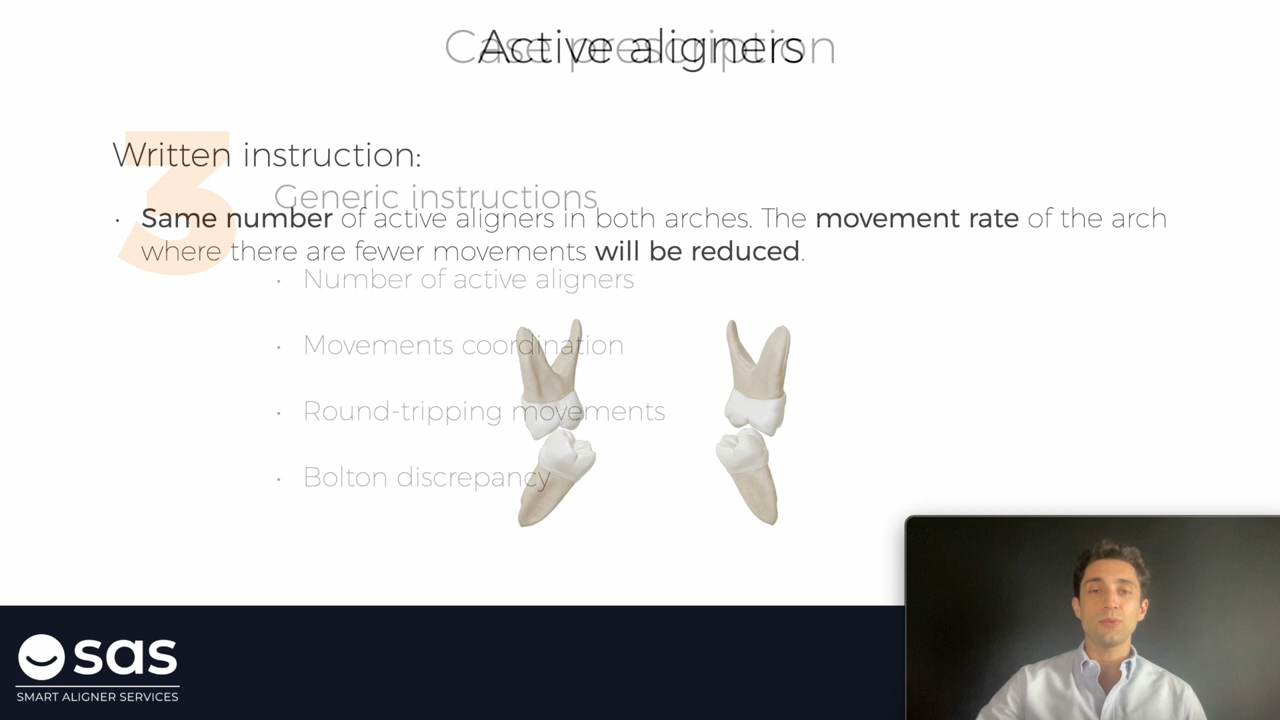 Case prescription
Active aligners
3
Written instruction:
Generic instructions
· Same number of active aligners in both arches. The movement rate of the arch
where there are fewer movements will be reduced.
· Number of active aligners
· Movements coordination
· Round-tripping movements
· Bolton discrepancy
sas
SMART ALIGNER SERVICES